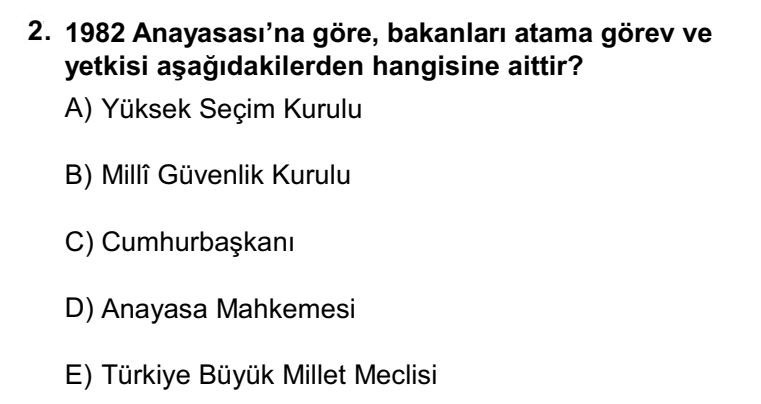 2. 1982 Anayasası’na göre, bakanları atama görev ve
yetkisi aşağıdakilerden hangisine aittir?
A) Yüksek Seçim Kurulu
B) Millî Güvenlik Kurulu
C) Cumhurbaşkanı
D) Anayasa Mahkemesi
E) Türkiye Büyük Millet Meclisi